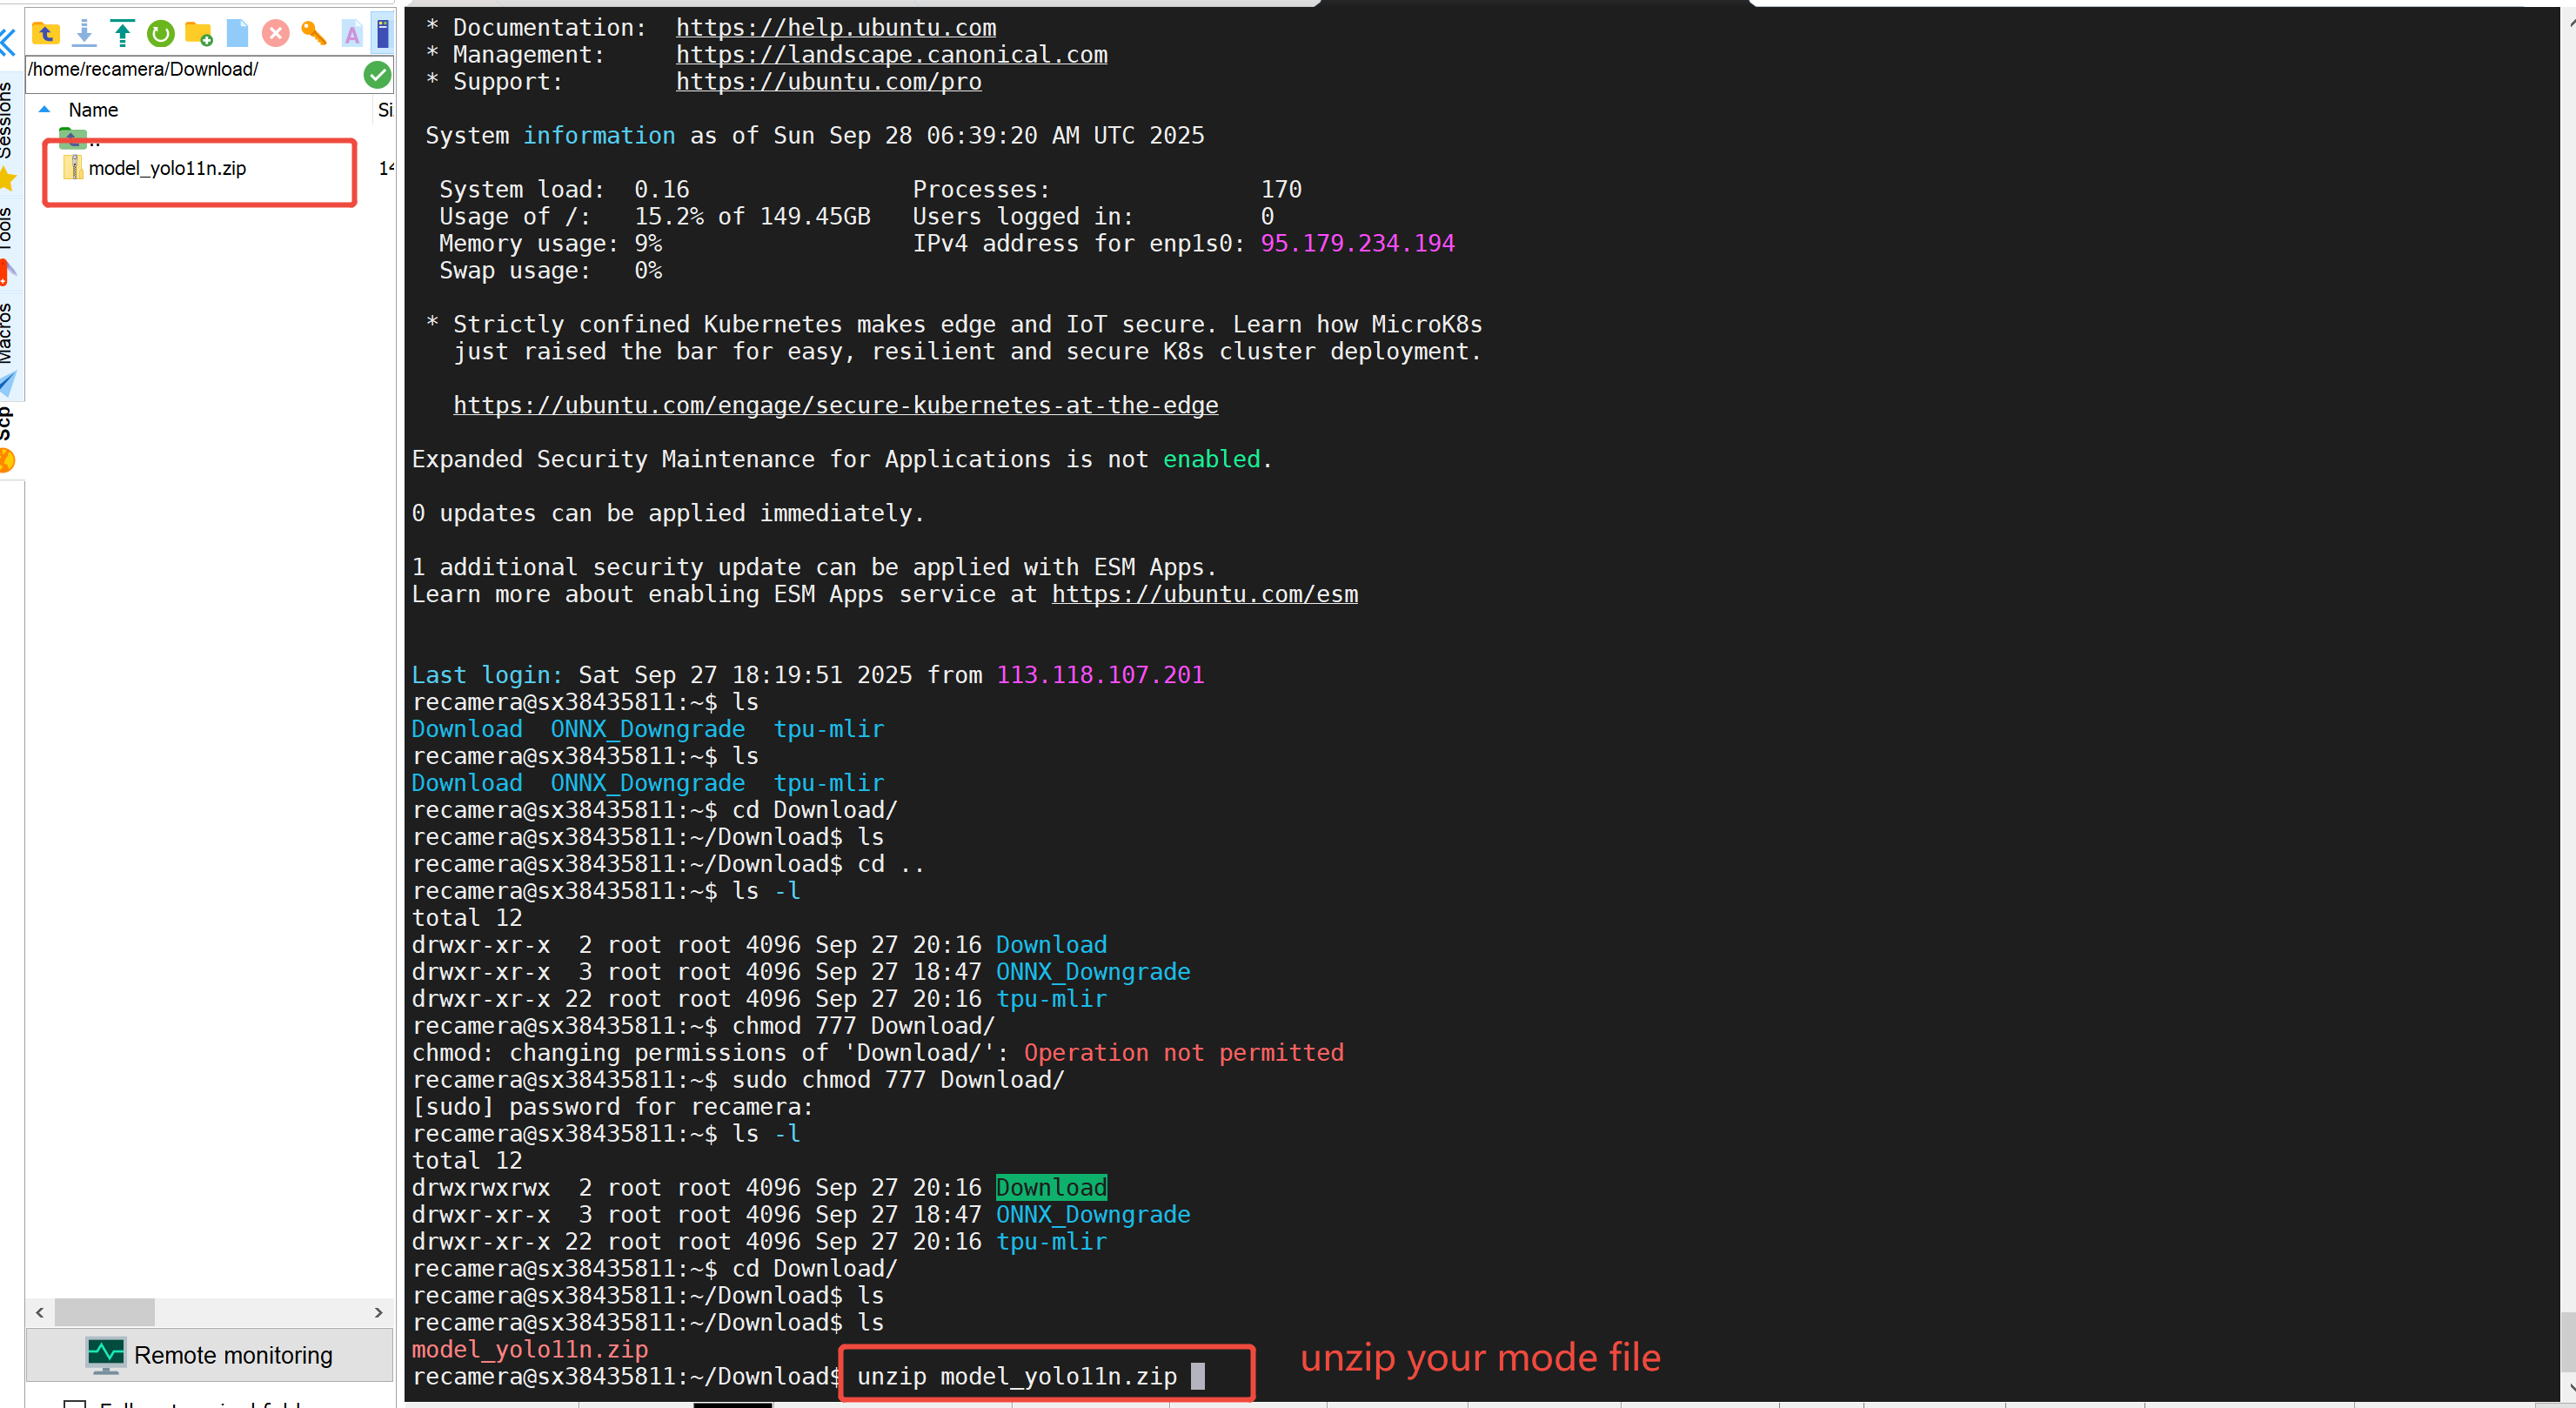 /home/recamera/Download/
Name
Si
..
model_yolo11n.zip
14
Sessions
Tools
Macros
Scp
Remote monitoring
* Documentation:  https://help.ubuntu.com
* Management:     https://landscape.canonical.com
* Support:        https://ubuntu.com/pro
System information as of Sun Sep 28 06:39:20 AM UTC 2025
System load:  0.16                Processes:               170
Usage of /:   15.2% of 149.45GB   Users logged in:         0
Memory usage: 9%                  IPv4 address for enp1s0: 95.179.234.194
Swap usage:   0%
* Strictly confined Kubernetes makes edge and IoT secure. Learn how MicroK8s
just raised the bar for easy, resilient and secure K8s cluster deployment.
https://ubuntu.com/engage/secure-kubernetes-at-the-edge
Expanded Security Maintenance for Applications is not enabled.
0 updates can be applied immediately.
1 additional security update can be applied with ESM Apps.
Learn more about enabling ESM Apps service at https://ubuntu.com/esm
Last login: Sat Sep 27 18:19:51 2025 from 113.118.107.201
recamera@sx38435811:~$ ls
Download  ONNX_Downgrade  tpu-mlir
recamera@sx38435811:~$ ls
Download  ONNX_Downgrade  tpu-mlir
recamera@sx38435811:~$ cd Download/
recamera@sx38435811:~/Download$ ls
recamera@sx38435811:~/Download$ cd ..
recamera@sx38435811:~$ ls -l
total 12
drwxr-xr-x  2 root root 4096 Sep 27 20:16 Download
drwxr-xr-x  3 root root 4096 Sep 27 18:47 ONNX_Downgrade
drwxr-xr-x 22 root root 4096 Sep 27 20:16 tpu-mlir
recamera@sx38435811:~$ chmod 777 Download/
chmod: changing permissions of 'Download/': Operation not permitted
recamera@sx38435811:~$ sudo chmod 777 Download/
[sudo] password for recamera:
recamera@sx38435811:~$ ls -l
total 12
drwxrwxrwx  2 root root 4096 Sep 27 20:16 Download
drwxr-xr-x  3 root root 4096 Sep 27 18:47 ONNX_Downgrade
drwxr-xr-x 22 root root 4096 Sep 27 20:16 tpu-mlir
recamera@sx38435811:~$ cd Download/
recamera@sx38435811:~/Download$ ls
recamera@sx38435811:~/Download$ ls
model_yolo11n.zip
recamera@sx38435811:~/Download$ unzip model_yolo11n.zip
unzip your mode file